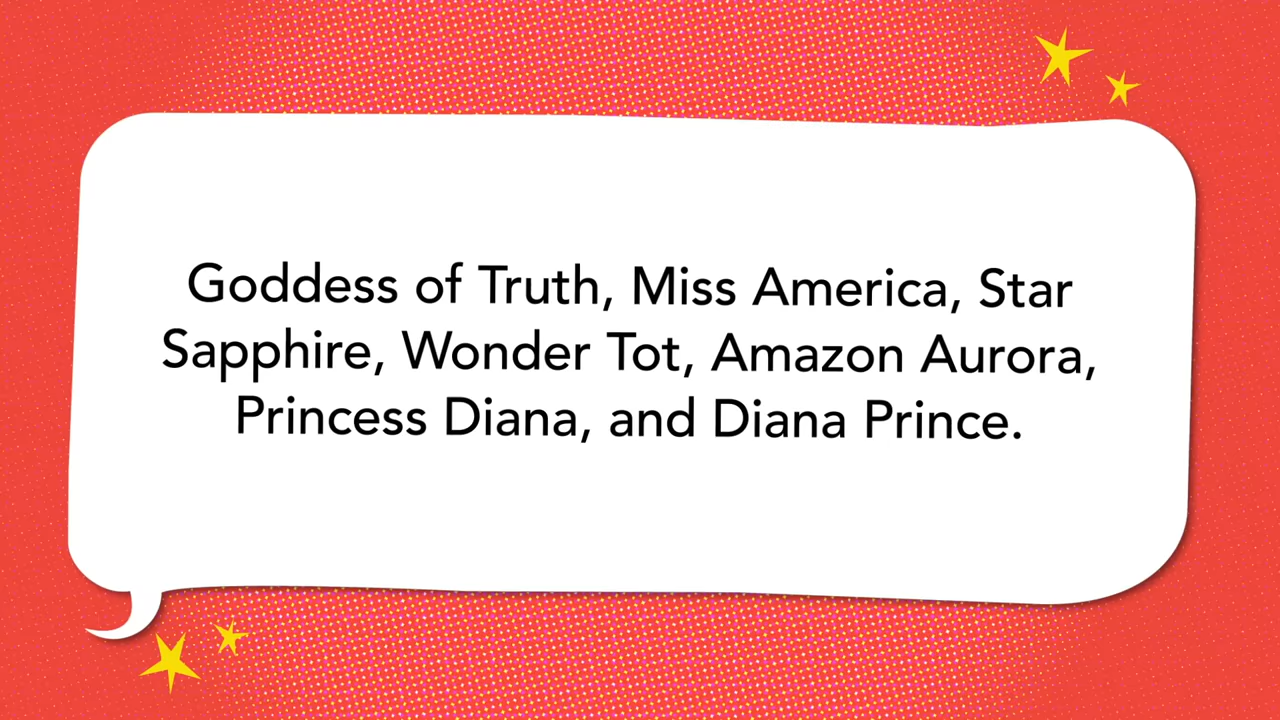 Goddess of Truth, Miss America, Star
Sapphire, Wonder Tot, Amazon Aurora,
Princess Diana, and Diana Prince.